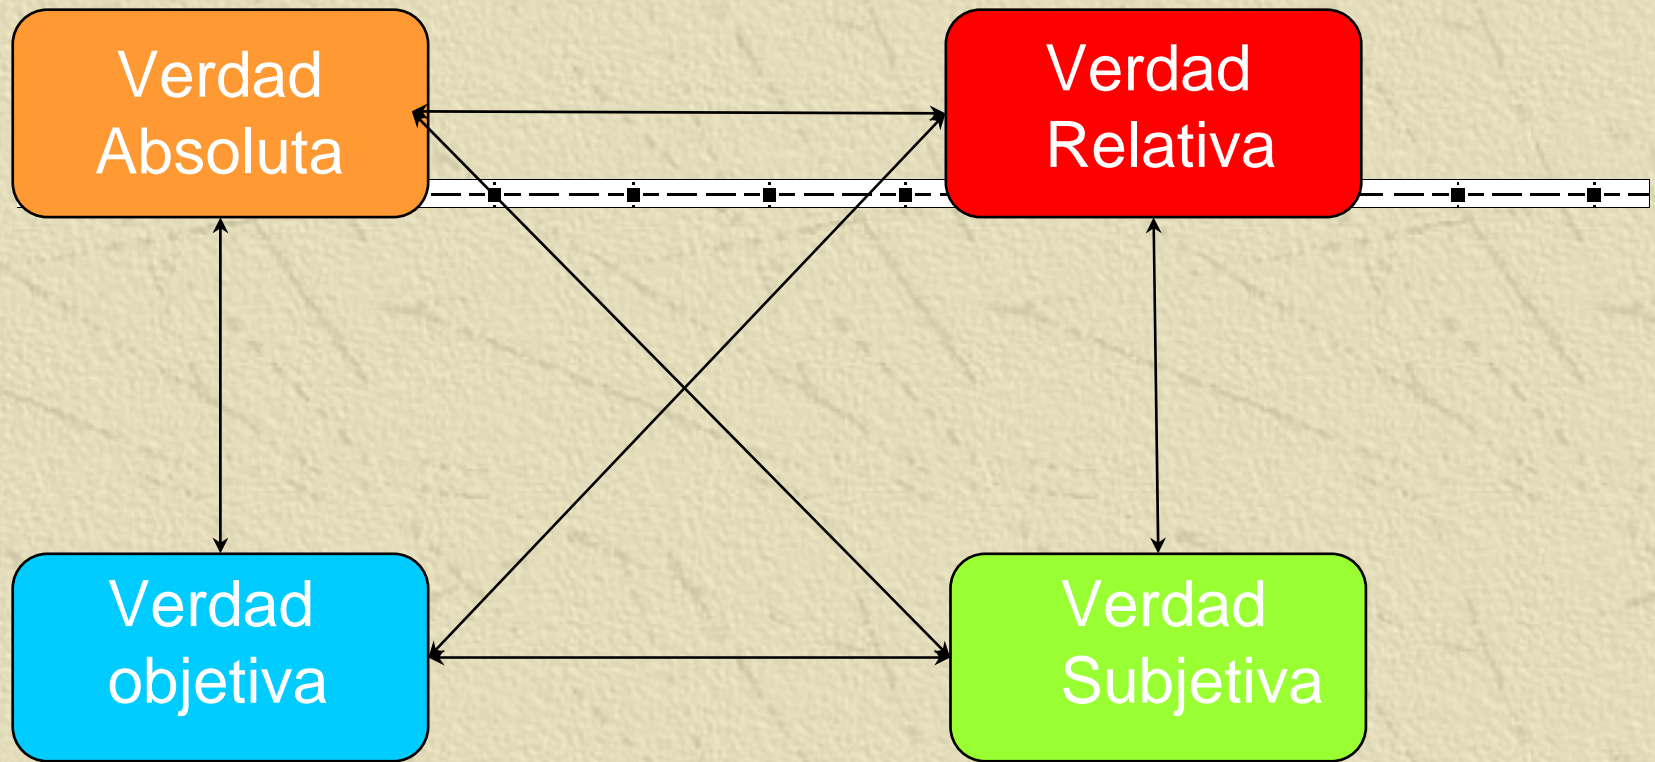 Verdad
Absoluta
Verdad
Relativa
Verdad
objetiva
Verdad
Subjetiva